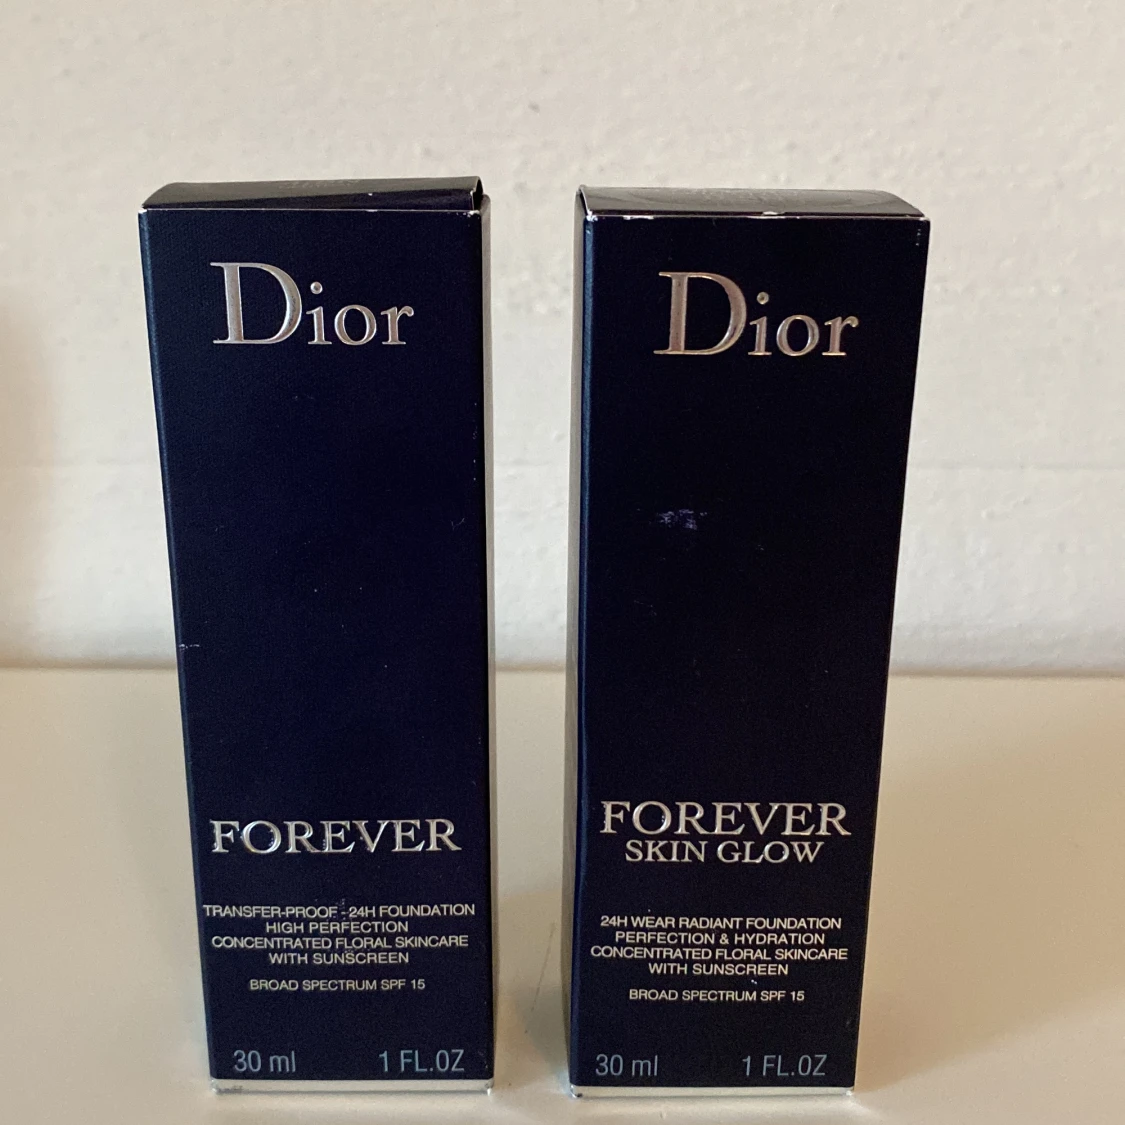 Dior
FOREVER
TRANSFER-PROOF - 24H FOUNDATION
HIGH PERFECTION
CONCENTRATED FLORAL SKINCARE
WITH SUNSCREEN
BROAD SPECTRUM SPF 15
30 ml 1 FL.OZ
Dior
FOREVER
SKIN GLOW
24H WEAR RADIANT FOUNDATION
PERFECTION & HYDRATION
CONCENTRATED FLORAL SKINCARE
WITH SUNSCREEN
BROAD SPECTRUM SPF 15
30 ml 1 FL.OZ